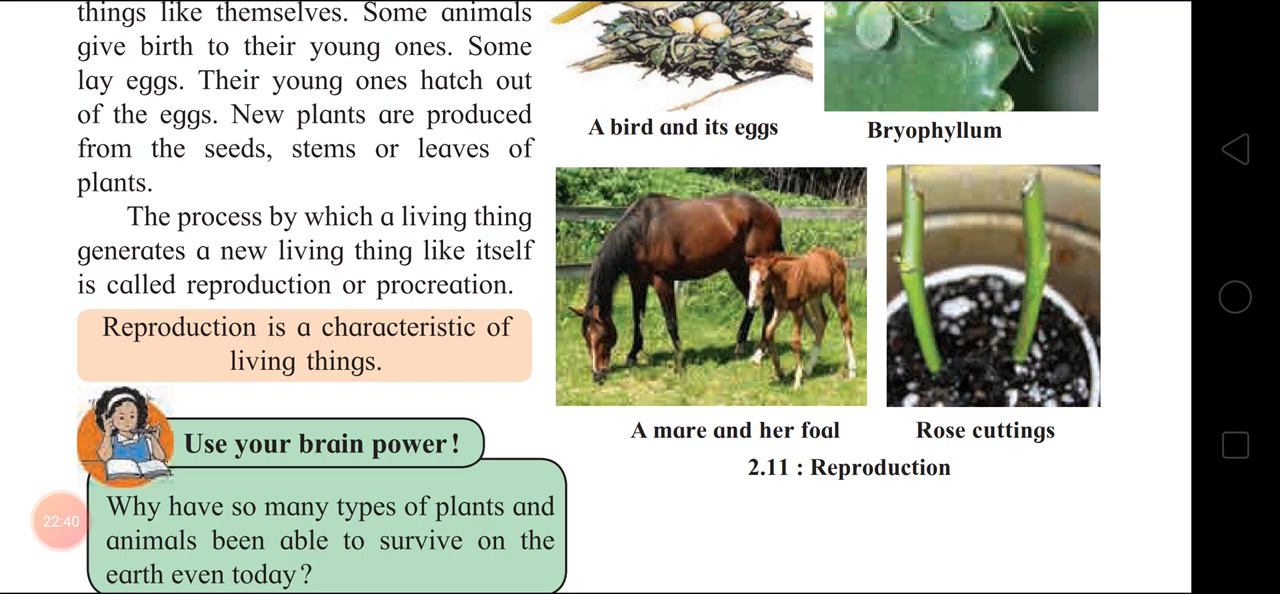 things like themselves. Some animals
give birth to their young ones. Some
lay eggs. Their young ones hatch out
of the eggs. New plants are produced
from the seeds, stems or leaves of
plants.
The process by which a living thing
generates a new living thing like itself
is called reproduction or procreation.
Reproduction is a characteristic of
living things.
Use your brain power!
Why have so many types of plants and
animals been able to survive on the
earth even today?
22:40
A bird and its eggs
Bryophyllum
A mare and her foal
Rose cuttings
2.11 : Reproduction